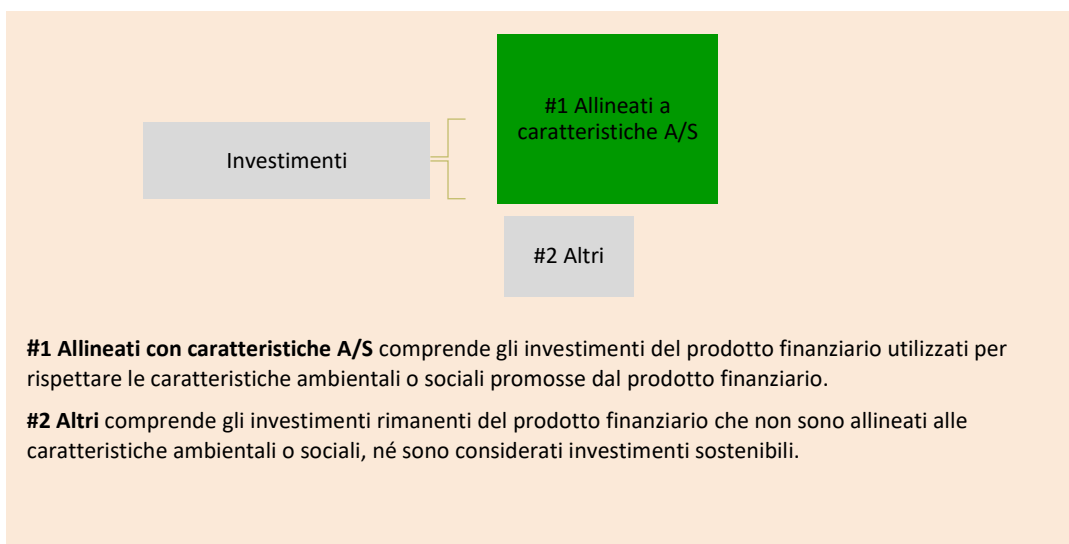 #1 Allineati a
caratteristiche A/S
Investimenti
#2 Altri
#1 Allineati con caratteristiche A/S comprende gli investimenti del prodotto finanziario utilizzati per
rispettare le caratteristiche ambientali o sociali promosse dal prodotto finanziario.
#2 Altri comprende gli investimenti rimanenti del prodotto finanziario che non sono allineati alle
caratteristiche ambientali o sociali, né sono considerati investimenti sostenibili.